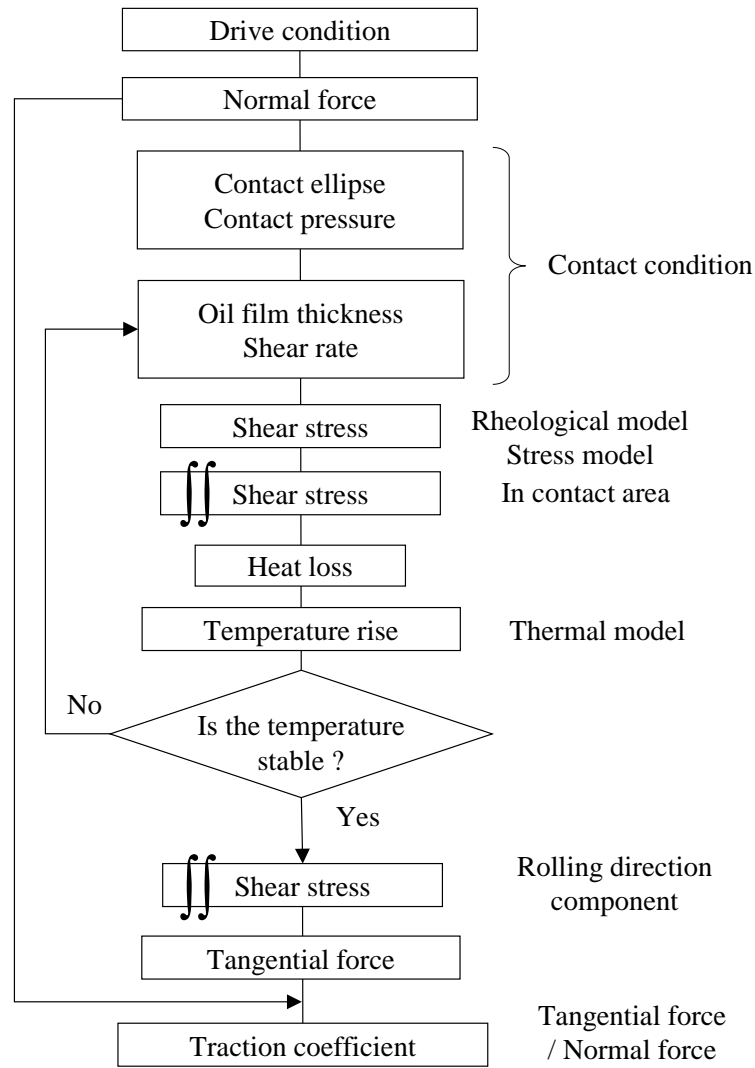 Drive condition
Normal force
Contact ellipse
Contact pressure
Contact condition
Oil film thickness
Shear rate
Shear stress
Rheological model
Stress model
∬ Shear stress
In contact area
Heat loss
Temperature rise
Thermal model
No
Is the temperature
stable ?
Yes
∬ Shear stress
Rolling direction
component
Tangential force
Traction coefficient
Tangential force
/ Normal force